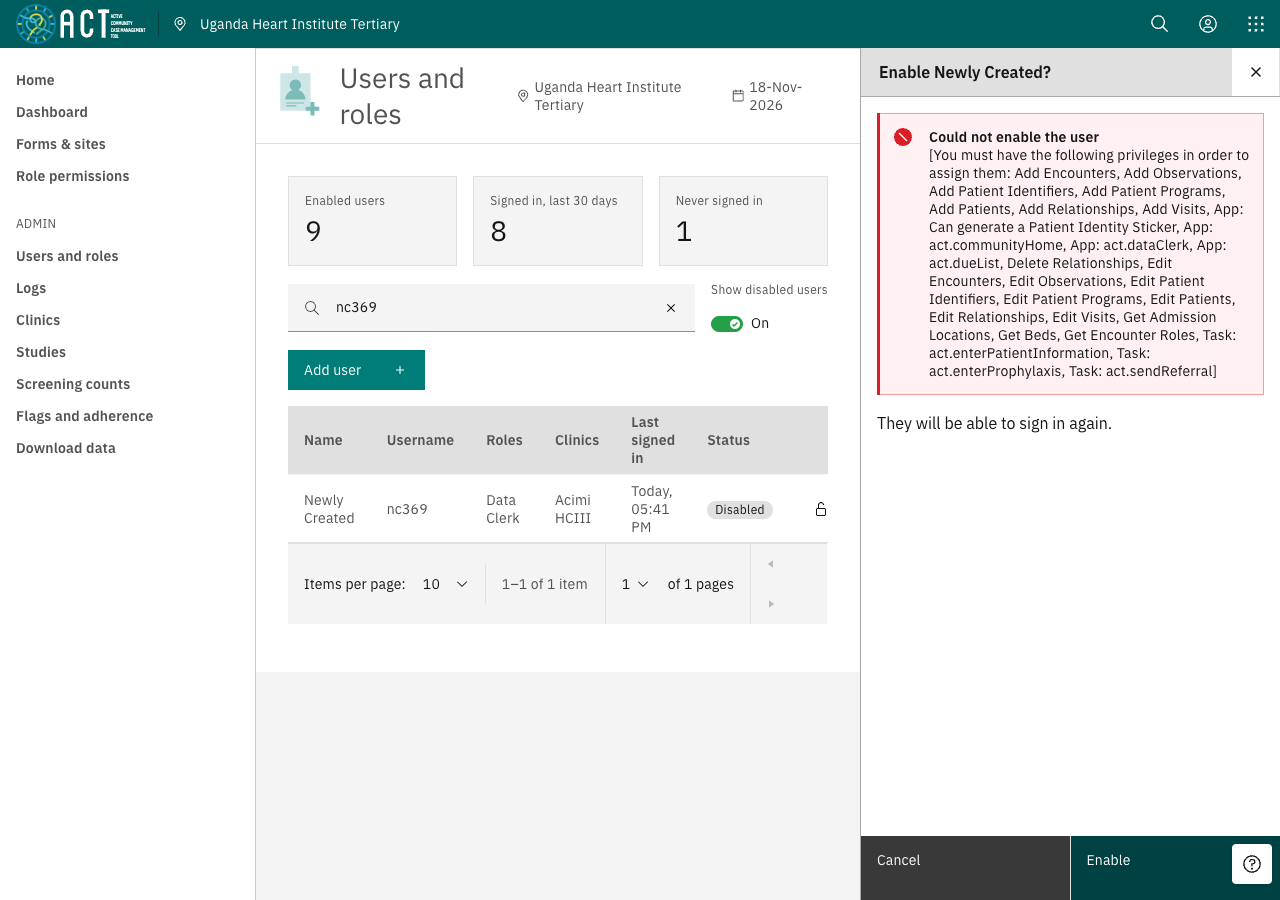 ACT ACTIVE COMMUNITY CASE MANAGEMENT TOOL
Uganda Heart Institute Tertiary
Home
Dashboard
Forms & sites
Role permissions
ADMIN
Users and roles
Logs
Clinics
Studies
Screening counts
Flags and adherence
Download data
Users and
roles
Uganda Heart Institute
Tertiary
18-Nov-
2026
Enabled users
9
Signed in, last 30 days
8
Never signed in
1
nc369
Show disabled users
On
Add user
Name Username Roles Clinics Last signed in Status
Newly Created nc369 Data Clerk Acimi HCIII Today, 05:41 PM Disabled
Items per page: 10 1–1 of 1 item 1 of 1 pages
Enable Newly Created?
Could not enable the user
[You must have the following privileges in order to
assign them: Add Encounters, Add Observations,
Add Patient Identifiers, Add Patient Programs,
Add Patients, Add Relationships, Add Visits, App:
Can generate a Patient Identity Sticker, App:
act.communityHome, App: act.dataClerk, App:
act.dueList, Delete Relationships, Edit
Encounters, Edit Observations, Edit Patient
Identifiers, Edit Patient Programs, Edit Patients,
Edit Relationships, Edit Visits, Get Admission
Locations, Get Beds, Get Encounter Roles, Task:
act.enterPatientInformation, Task:
act.enterProphylaxis, Task: act.sendReferral]
They will be able to sign in again.
Cancel
Enable